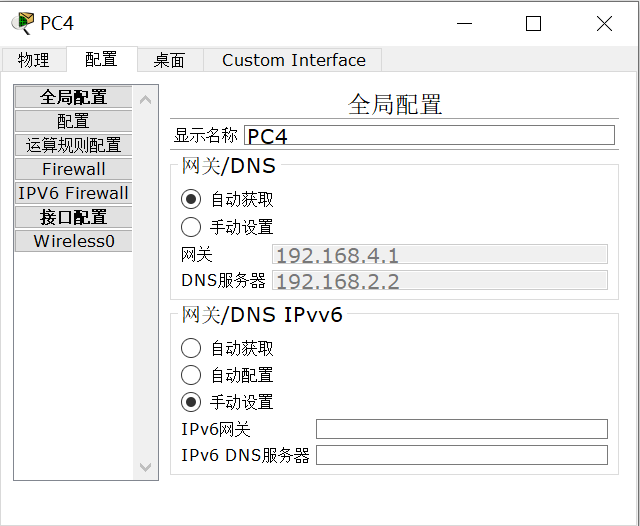 PC4
物理 配置 桌面 Custom Interface
全局配置
配置
运算规则配置
Firewall
IPV6 Firewall
接口配置
Wireless0
全局配置
显示名称 PC4
网关/DNS
自动获取
手动设置
网关 192.168.4.1
DNS服务器 192.168.2.2
网关/DNS IPvv6
自动获取
自动配置
手动设置
IPv6网关
IPv6 DNS服务器